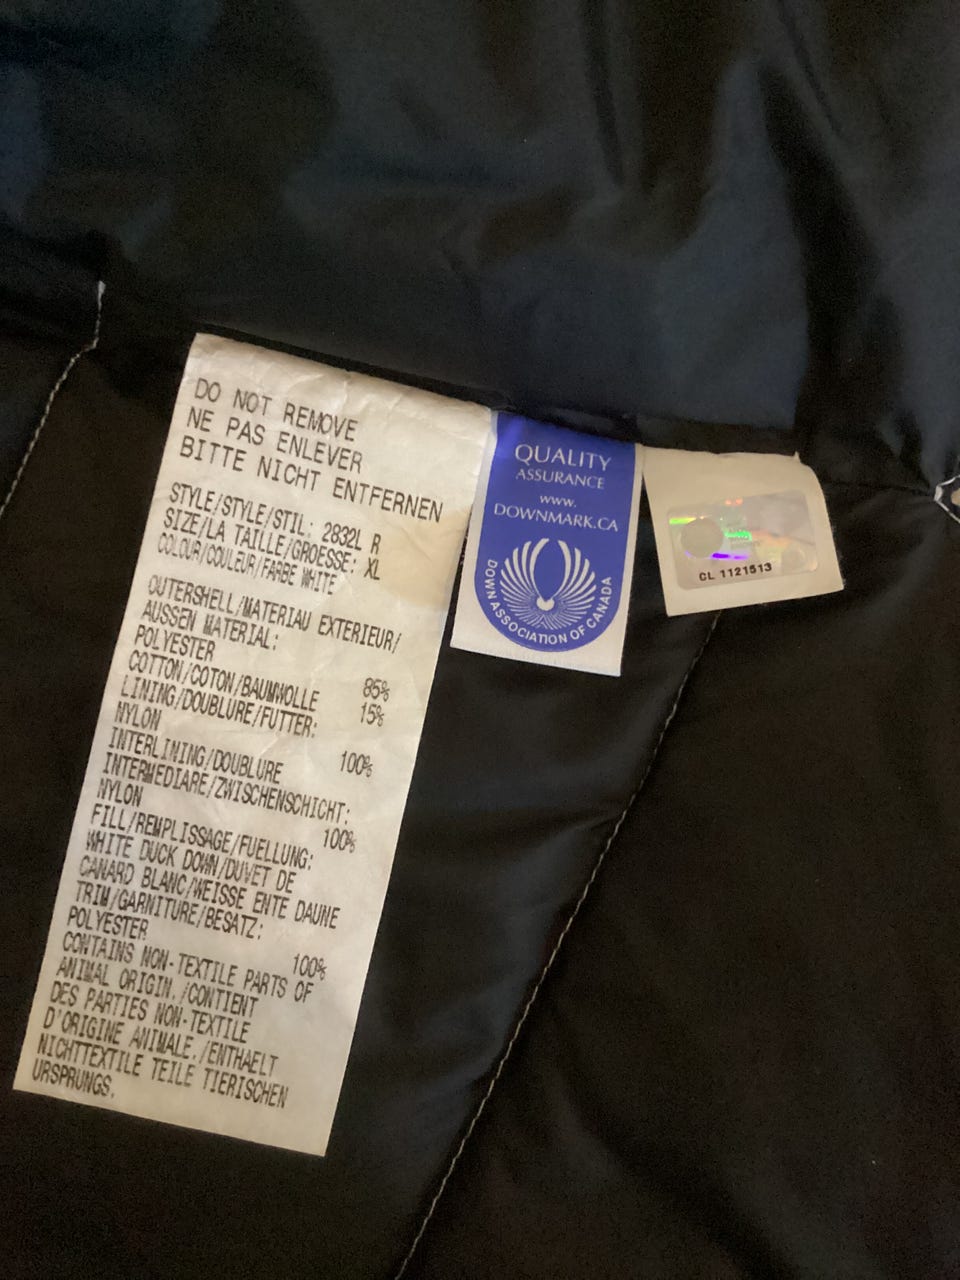 DO NOT REMOVE
NE PAS ENLEVER
BITTE NICHT ENTFERNEN
STYLE/STYLE/STIL: 2832L R
SIZE/LA TAILLE/GROESSE: XL
COLOUR/COULEUR/FARBE WHITE
OUTERSHELL/MATERIAU EXTERIEUR/
AUSSEN MATERIAL:
POLYESTER 85%
COTTON/COTON/BAUMWOLLE 15%
LINING/DOUBLURE/FUTTER:
NYLON 100%
INTERLINING/DOUBLURE
INTERMEDIARE/ZWISCHENSCHICHT:
NYLON 100%
FILL/REMPLISSAGE/FUELLUNG:
WHITE DUCK DOWN/DUVET DE
CANARD BLANC/WEISSE ENTE DAUNE
TRIM/GARNITURE/BESATZ:
POLYESTER 100%
CONTAINS NON-TEXTILE PARTS OF
ANIMAL ORIGIN./CONTIENT
DES PARTIES NON-TEXTILE
D'ORIGINE ANIMALE./ENTHAELT
NICHTTEXTILE TEILE TIERISCHEN
URSPRUNGS.
QUALITY
ASSURANCE
www.
DOWNMARK.CA
DOWN ASSOCIATION OF CANADA
CL 1121513